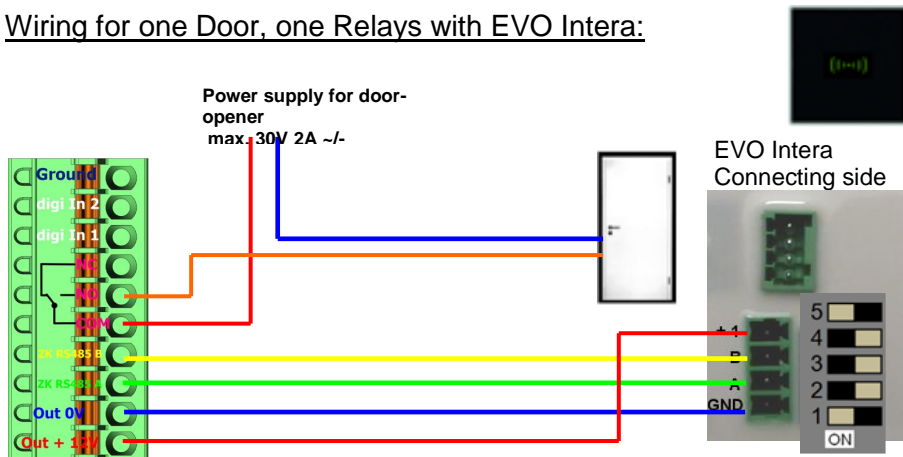 Wiring for one Door, one Relays with EVO Intera:
Power supply for door-
opener
max. 30V 2A ~/-
EVO Intera
Connecting side
Ground
digi In 2
digi In 1
NC
NO
COM
ZK RS485 B
ZK RS485 A
Out 0V
Out + 12V
+ 1
B
A
GND
5
4
3
2
1
ON